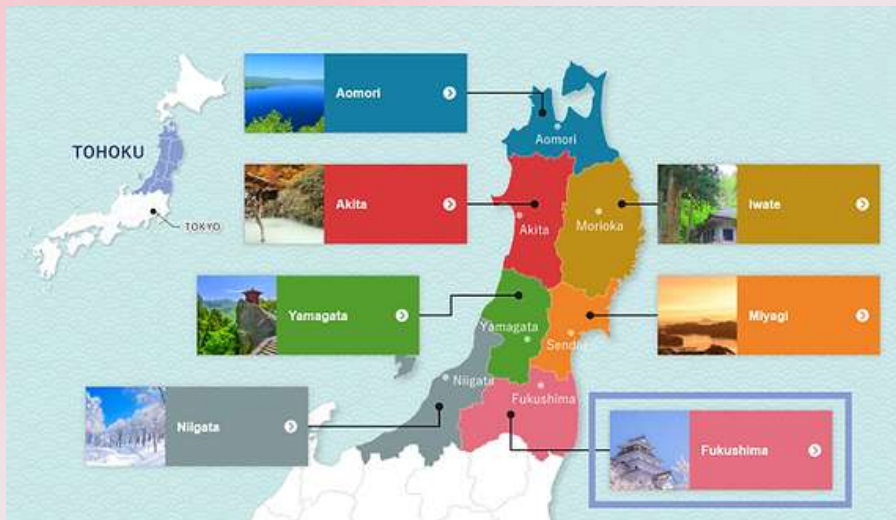 Aomori
Aomori
TOHOKU
Akita
Iwate
Akita
Morioka
TOKYO
Yamagata
Miyagi
Yamagata
Sendai
Niigata
Fukushima
Niigata
Fukushima